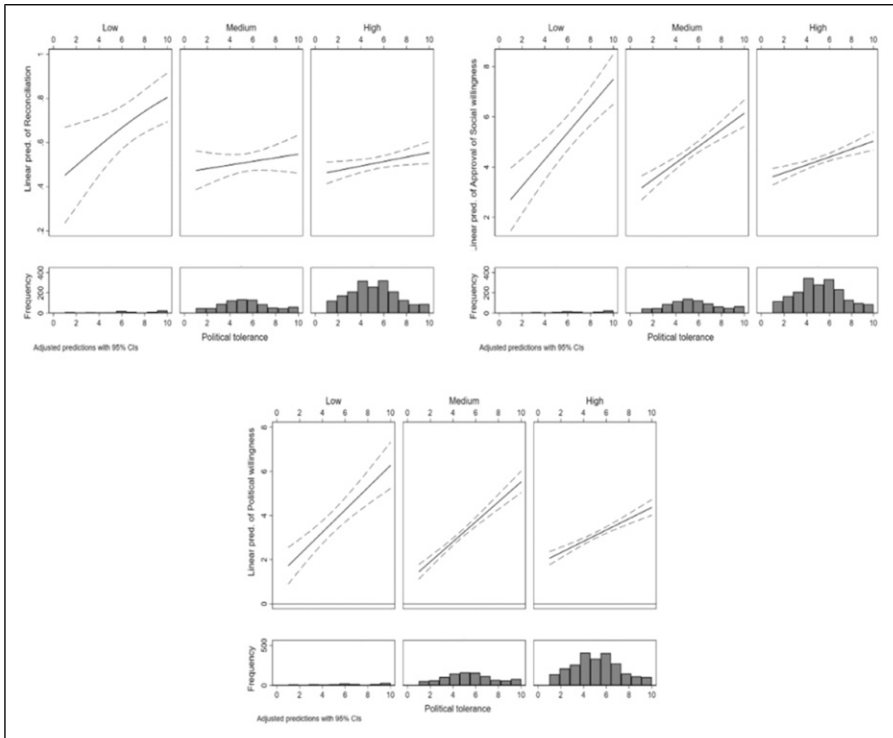 Low Medium High
0 2 4 6 8 10 0 2 4 6 8 10 0 2 4 6 8 10
Linear pred. of Reconciliation
1
.8
.6
.4
.2
Frequency
400
200
0
0 2 4 6 8 10 0 2 4 6 8 10 0 2 4 6 8 10
Political tolerance
Adjusted predictions with 95% CIs
Low Medium High
0 2 4 6 8 10 0 2 4 6 8 10 0 2 4 6 8 10
Linear pred. of Approval of Social willingness
8
6
4
2
Frequency
400
200
0
0 2 4 6 8 10 0 2 4 6 8 10 0 2 4 6 8 10
Political tolerance
Adjusted predictions with 95% CIs
Low Medium High
0 2 4 6 8 10 0 2 4 6 8 10 0 2 4 6 8 10
Linear pred. of Political willingness
8
6
4
2
0
Frequency
500
0
0 2 4 6 8 10 0 2 4 6 8 10 0 2 4 6 8 10
Political tolerance
Adjusted predictions with 95% CIs